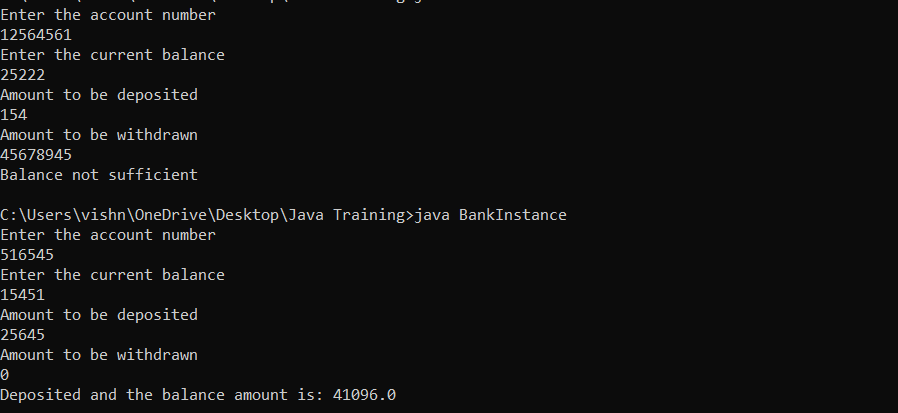 Enter the account number
12564561
Enter the current balance
25222
Amount to be deposited
154
Amount to be withdrawn
45678945
Balance not sufficient
C:\Users\vishn\OneDrive\Desktop\Java Training>java BankInstance
Enter the account number
516545
Enter the current balance
15451
Amount to be deposited
25645
Amount to be withdrawn
0
Deposited and the balance amount is: 41096.0